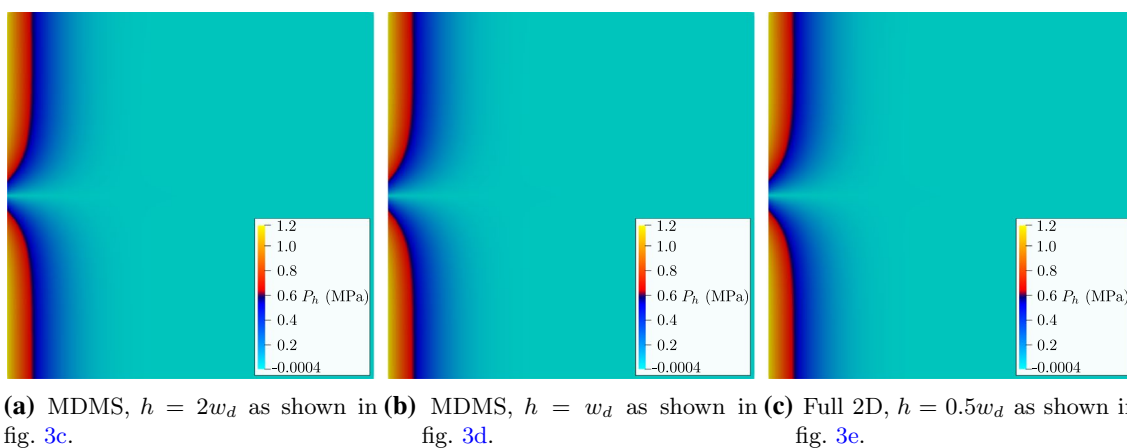 1.2
1.0
0.8
0.6 P_h (MPa)
0.4
0.2
-0.0004
1.2
1.0
0.8
0.6 P_h (MPa)
0.4
0.2
-0.0004
1.2
1.0
0.8
0.6 P_h (MPa)
0.4
0.2
-0.0004
(a) MDMS, h = 2w_d as shown in
fig. 3c.
(b) MDMS, h = w_d as shown in
fig. 3d.
(c) Full 2D, h = 0.5w_d as shown
fig. 3e.